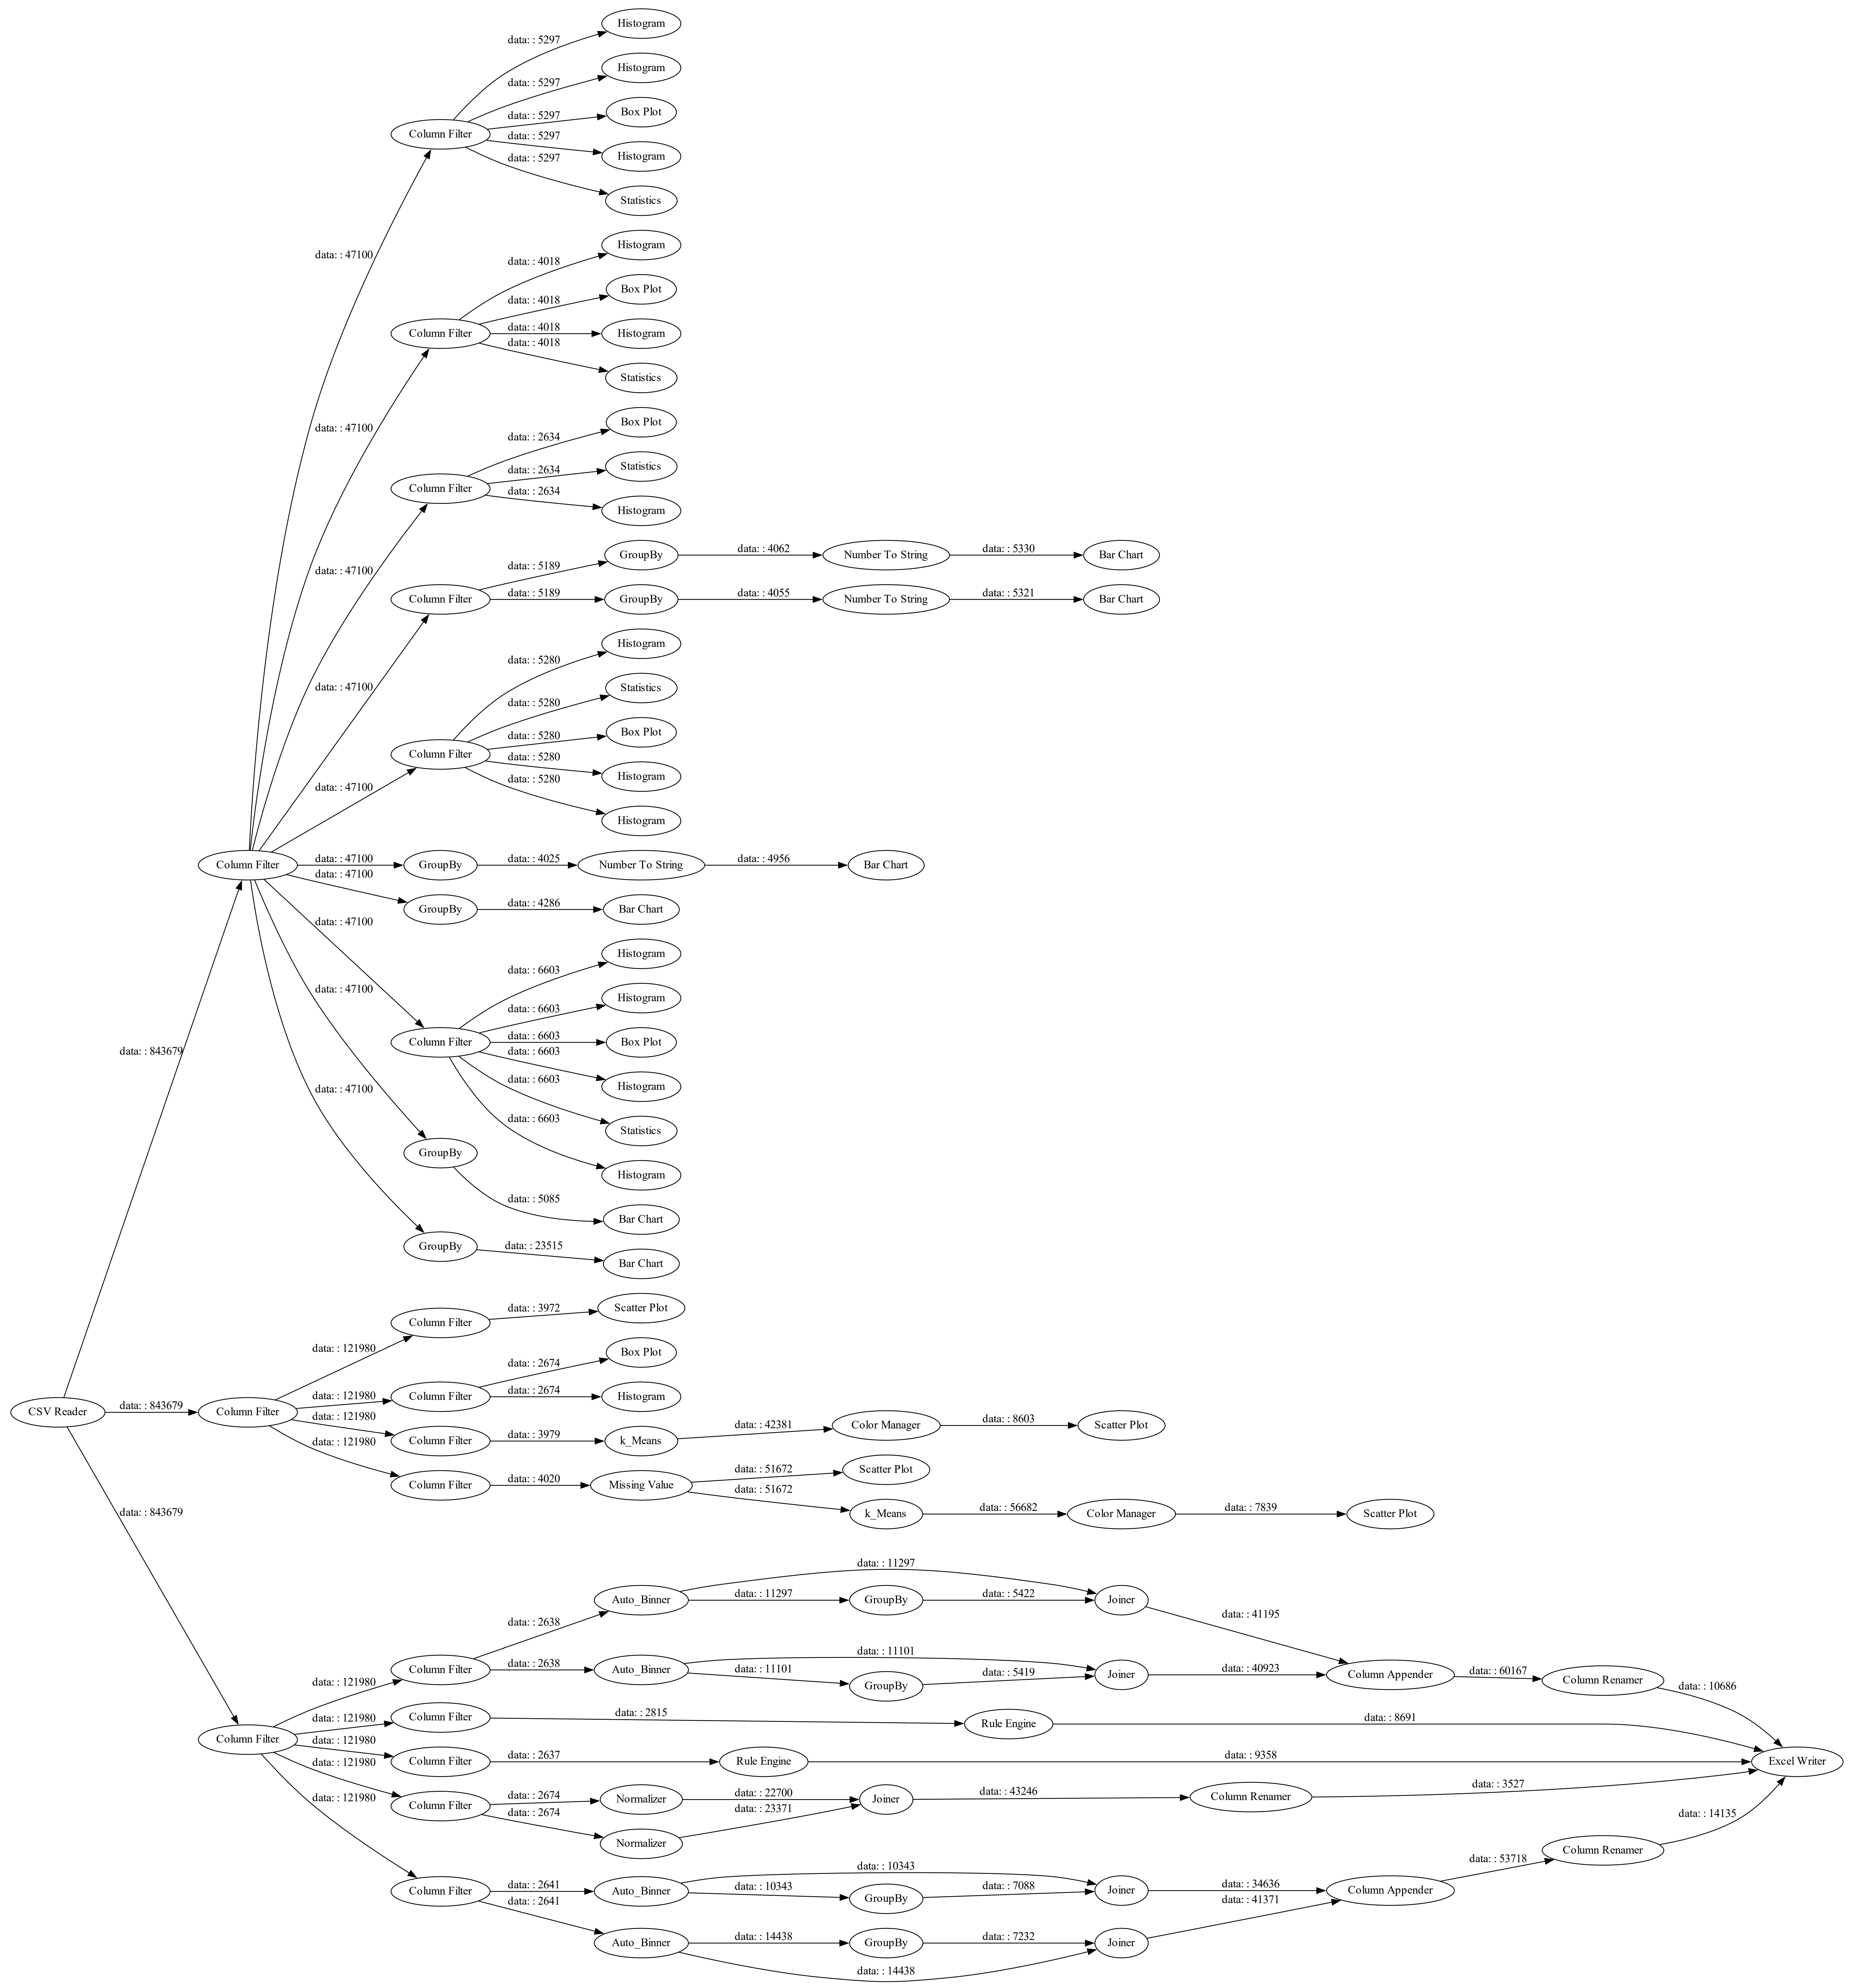 Histogram
data: : 5297
Histogram
data: : 5297
Box Plot
data: : 5297
Column Filter
data: : 5297
Histogram
data: : 5297
Statistics
Histogram
data: : 47100
data: : 4018
Box Plot
data: : 4018
data: : 4018
Column Filter
Histogram
data: : 4018
Statistics
Box Plot
data: : 47100
data: : 2634
Statistics
data: : 2634
Column Filter
data: : 2634
Histogram
GroupBy
data: : 4062
Number To String
data: : 5330
Bar Chart
data: : 47100
data: : 5189
data: : 5189
Column Filter
GroupBy
data: : 4055
Number To String
data: : 5321
Bar Chart
Histogram
data: : 5280
data: : 47100
Statistics
data: : 5280
Box Plot
data: : 5280
Column Filter
data: : 5280
Histogram
data: : 5280
data: : 47100
Histogram
Column Filter
data: : 47100
GroupBy
data: : 4025
Number To String
data: : 4956
Bar Chart
data: : 47100
GroupBy
data: : 4286
Bar Chart
data: : 47100
Histogram
data: : 6603
data: : 47100
Histogram
data: : 6603
data: : 6603
Column Filter
Box Plot
data: : 6603
data: : 843679
data: : 6603
Histogram
data: : 47100
data: : 6603
Statistics
GroupBy
Histogram
data: : 5085
Bar Chart
GroupBy
data: : 23515
Bar Chart
Column Filter
data: : 3972
Scatter Plot
data: : 121980
Box Plot
data: : 2674
data: : 121980
Column Filter
data: : 2674
Histogram
CSV Reader
data: : 843679
Column Filter
data: : 121980
Column Filter
data: : 3979
k_Means
data: : 42381
Color Manager
data: : 8603
Scatter Plot
data: : 121980
Column Filter
data: : 4020
Missing Value
data: : 51672
Scatter Plot
data: : 51672
k_Means
data: : 56682
Color Manager
data: : 7839
Scatter Plot
data: : 843679
data: : 11297
Auto_Binner
data: : 11297
GroupBy
data: : 5422
Joiner
data: : 2638
data: : 41195
data: : 11101
Column Filter
data: : 2638
Auto_Binner
data: : 11101
GroupBy
data: : 5419
Joiner
data: : 40923
Column Appender
data: : 60167
Column Renamer
data: : 10686
data: : 121980
data: : 121980
Column Filter
data: : 2815
Rule Engine
data: : 8691
Column Filter
data: : 121980
Column Filter
data: : 2637
Rule Engine
data: : 9358
Excel Writer
data: : 121980
Column Filter
data: : 2674
Normalizer
data: : 22700
Joiner
data: : 43246
Column Renamer
data: : 3527
data: : 2674
Normalizer
data: : 23371
data: : 121980
data: : 14135
Column Renamer
data: : 53718
data: : 10343
Column Filter
data: : 2641
Auto_Binner
data: : 10343
GroupBy
data: : 7088
Joiner
data: : 34636
Column Appender
data: : 2641
data: : 41371
Auto_Binner
data: : 14438
GroupBy
data: : 7232
Joiner
data: : 14438